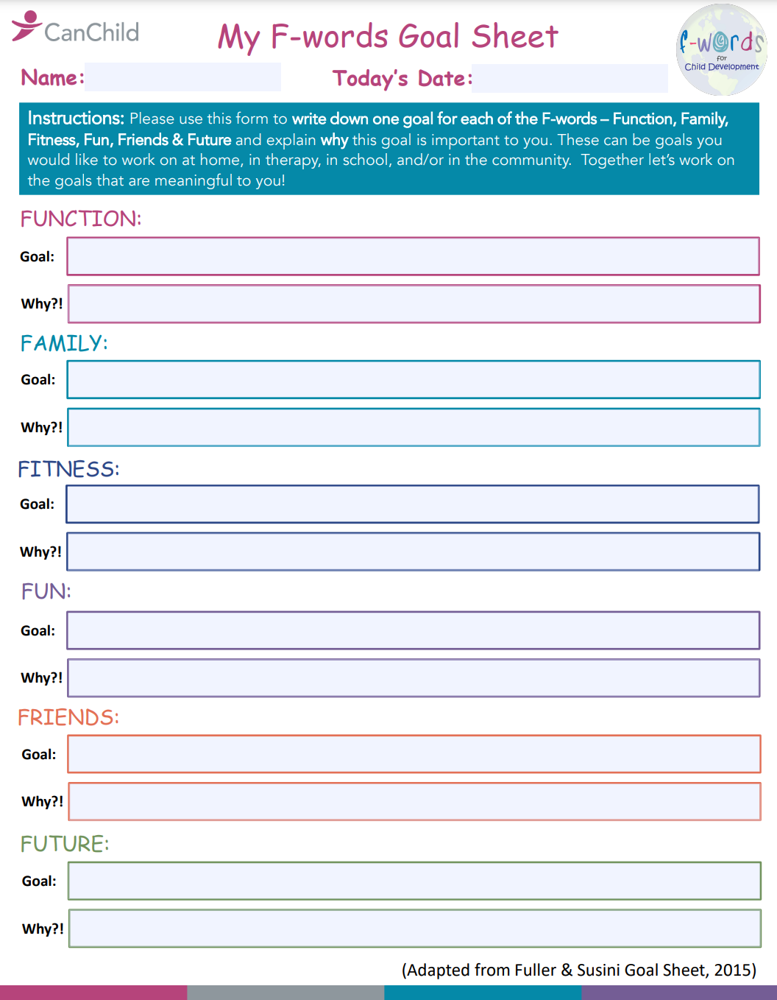 CanChild
My F-words Goal Sheet
f-words
for
Child Development
Name:
Today's Date:
Instructions: Please use this form to write down one goal for each of the F-words – Function, Family,
Fitness, Fun, Friends & Future and explain why this goal is important to you. These can be goals you
would like to work on at home, in therapy, in school, and/or in the community. Together let's work on
the goals that are meaningful to you!
FUNCTION:
Goal:
Why?!
FAMILY:
Goal:
Why?!
FITNESS:
Goal:
Why?!
FUN:
Goal:
Why?!
FRIENDS:
Goal:
Why?!
FUTURE:
Goal:
Why?!
(Adapted from Fuller & Susini Goal Sheet, 2015)